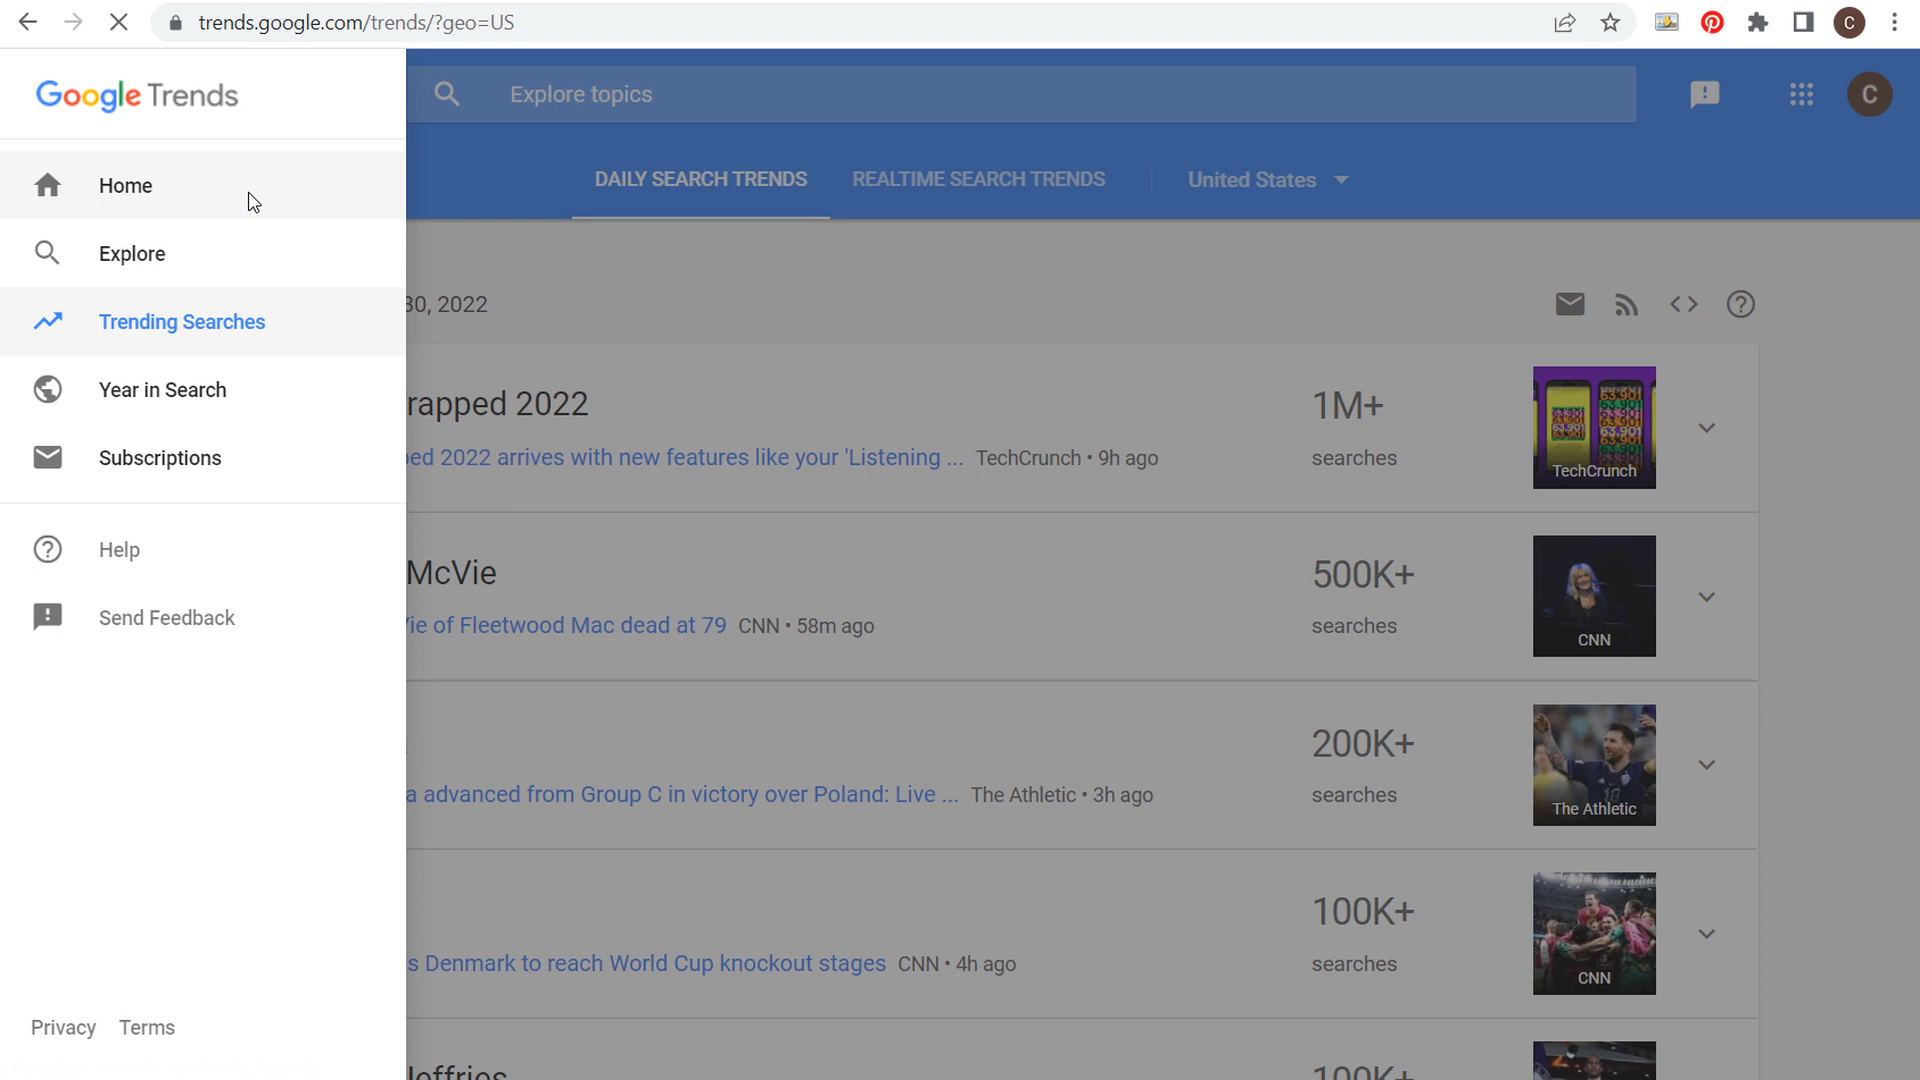 trends.google.com/trends/?geo=US
C
Google Trends
Explore topics
C
Home
Explore
Trending Searches
Year in Search
Subscriptions
Help
Send Feedback
Privacy Terms
DAILY SEARCH TRENDS REALTIME SEARCH TRENDS United States
30, 2022
rapped 2022
ped 2022 arrives with new features like your 'Listening ... TechCrunch • 9h ago
1M+
searches
TechCrunch
McVie
Vie of Fleetwood Mac dead at 79 CNN • 58m ago
500K+
searches
CNN
a advanced from Group C in victory over Poland: Live ... The Athletic • 3h ago
200K+
searches
The Athletic
s Denmark to reach World Cup knockout stages CNN • 4h ago
100K+
searches
CNN
Jeffries
100K+